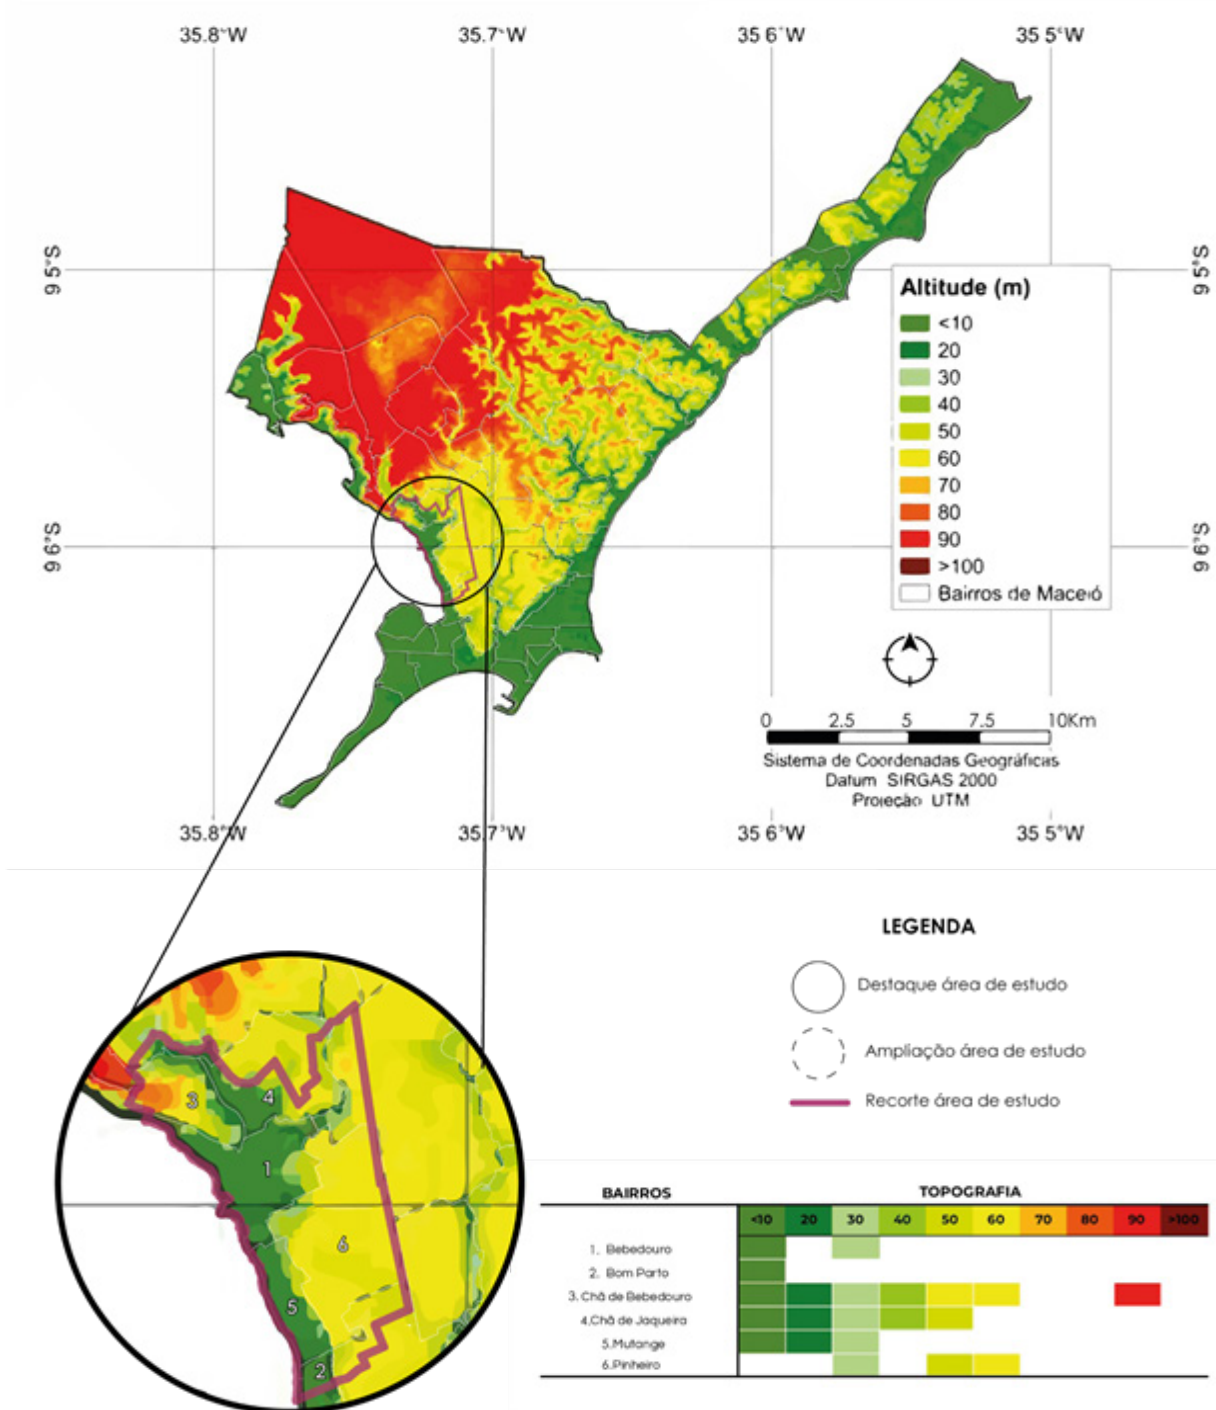 35.8°W 35.7°W 35 6°W 35 5°W
9 5°S 9 5°S
Altitude (m)
<10
20
30
40
50
60
70
80
90
>100
Bairros de Maceió
9 6°S 9 6°S
0 2.5 5 7.5 10Km
Sistema de Coordenadas Geográficas
Datum SIRGAS 2000
Projeção UTM
35.8°W 35.7°W 35 6°W 35 5°W
LEGENDA
Destaque área de estudo
Ampliação área de estudo
Recorte área de estudo
3
4
1
6
5
2
BAIRROS TOPOGRAFIA
<10 20 30 40 50 60 70 80 90 >100
1. Bebedouro
2. Bom Parto
3. Chã de Bebedouro
4.Chã de Jaqueira
5.Mutange
6.Pinheiro